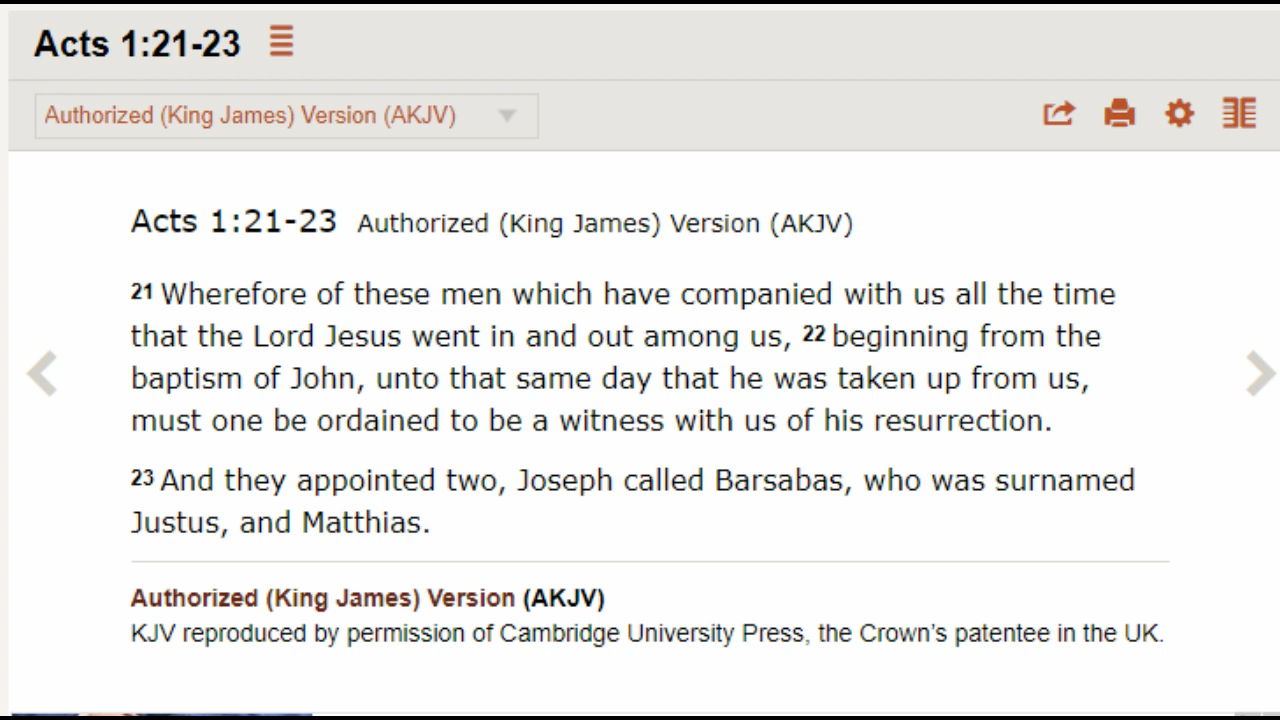 Acts 1:21-23
Authorized (King James) Version (AKJV)
Acts 1:21-23 Authorized (King James) Version (AKJV)
21 Wherefore of these men which have companied with us all the time
that the Lord Jesus went in and out among us, 22 beginning from the
baptism of John, unto that same day that he was taken up from us,
must one be ordained to be a witness with us of his resurrection.
23 And they appointed two, Joseph called Barsabas, who was surnamed
Justus, and Matthias.
Authorized (King James) Version (AKJV)
KJV reproduced by permission of Cambridge University Press, the Crown’s patentee in the UK.